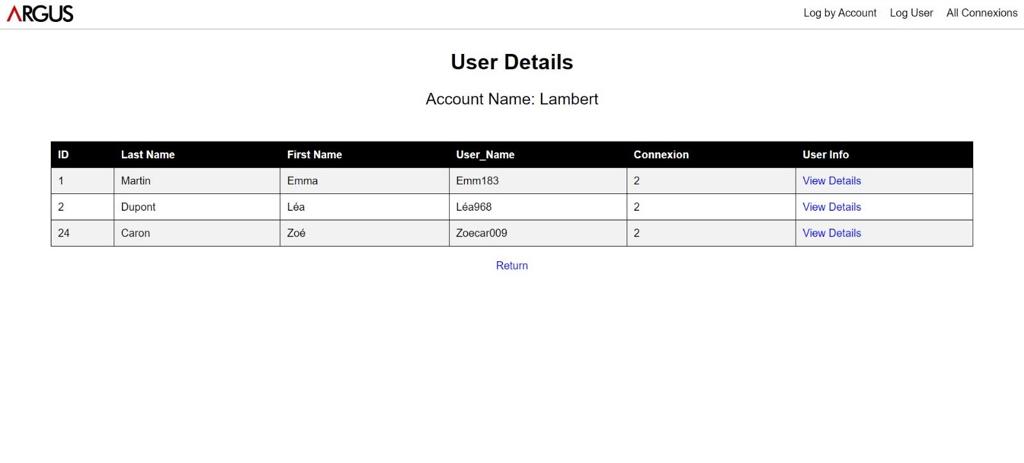 ARGUS Log by Account Log User All Connexions
User Details
Account Name: Lambert
ID Last Name First Name User_Name Connexion User Info
1 Martin Emma Emm183 2 View Details
2 Dupont Léa Léa968 2 View Details
24 Caron Zoé Zoecar009 2 View Details
Return